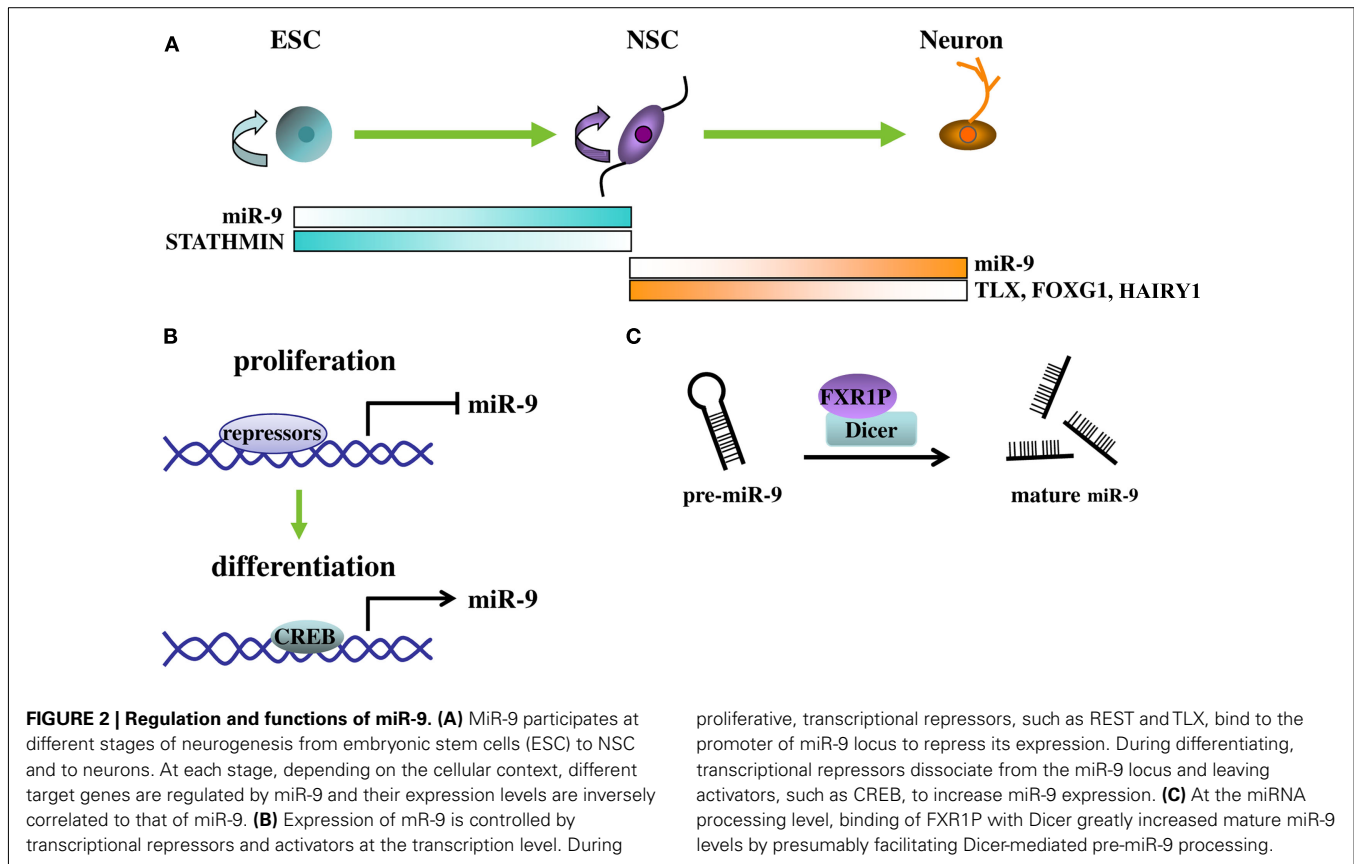 A
ESC
NSC
Neuron
miR-9
STATHMIN
miR-9
TLX, FOXG1, HAIRY1
B
proliferation
repressors
miR-9
differentiation
CREB
miR-9
C
FXR1P
Dicer
pre-miR-9
mature miR-9
FIGURE 2 | Regulation and functions of miR-9. (A) MiR-9 participates at
different stages of neurogenesis from embryonic stem cells (ESC) to NSC
and to neurons. At each stage, depending on the cellular context, different
target genes are regulated by miR-9 and their expression levels are inversely
correlated to that of miR-9. (B) Expression of mR-9 is controlled by
transcriptional repressors and activators at the transcription level. During
proliferative, transcriptional repressors, such as REST and TLX, bind to the
promoter of miR-9 locus to repress its expression. During differentiating,
transcriptional repressors dissociate from the miR-9 locus and leaving
activators, such as CREB, to increase miR-9 expression. (C) At the miRNA
processing level, binding of FXR1P with Dicer greatly increased mature miR-9
levels by presumably facilitating Dicer-mediated pre-miR-9 processing.